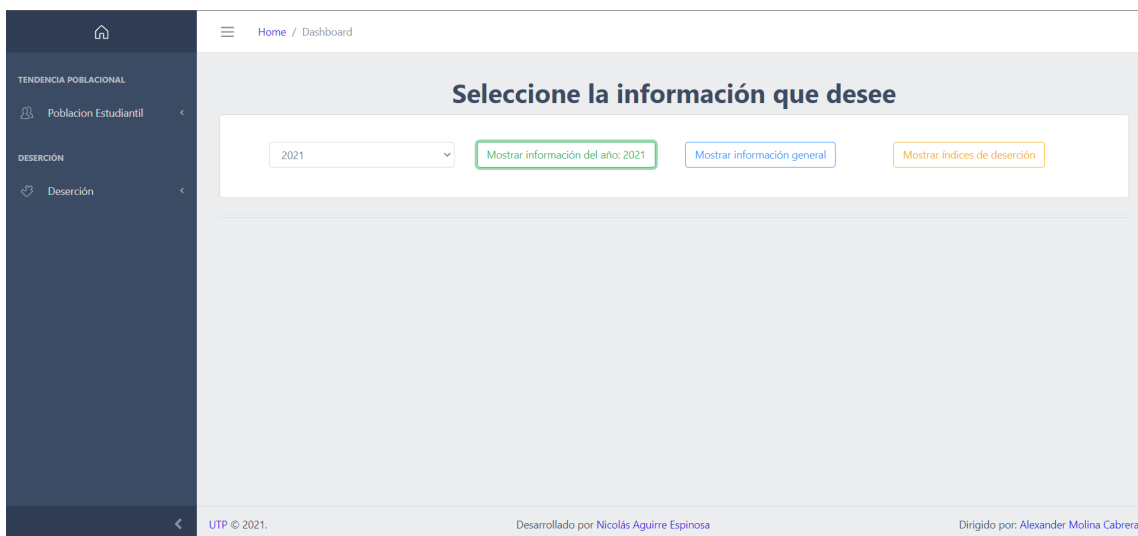 Home / Dashboard
TENDENCIA POBLACIONAL
Poblacion Estudiantil
DESERCIÓN
Deserción
Seleccione la información que desee
2021
Mostrar información del año: 2021
Mostrar información general
Mostrar índices de deserción
UTP © 2021.
Desarrollado por Nicolás Aguirre Espinosa
Dirigido por: Alexander Molina Cabrera